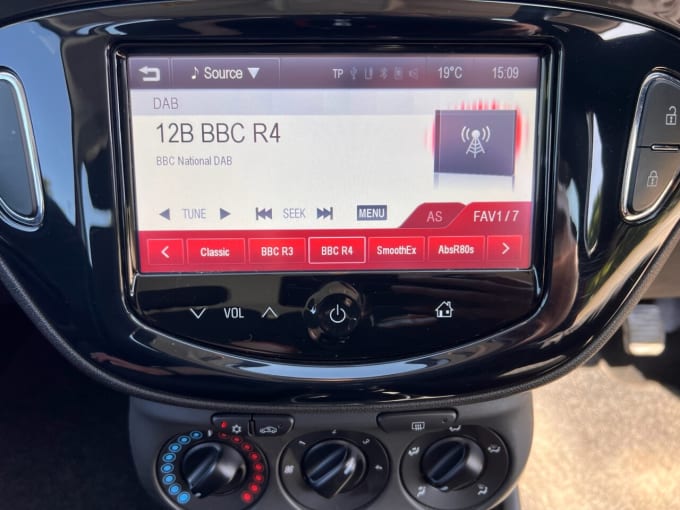 Source TP 19°C 15:09
DAB
12B BBC R4
BBC National DAB
TUNE SEEK MENU AS FAV1/7
Classic BBC R3 BBC R4 SmoothEx AbsR80s
VOL